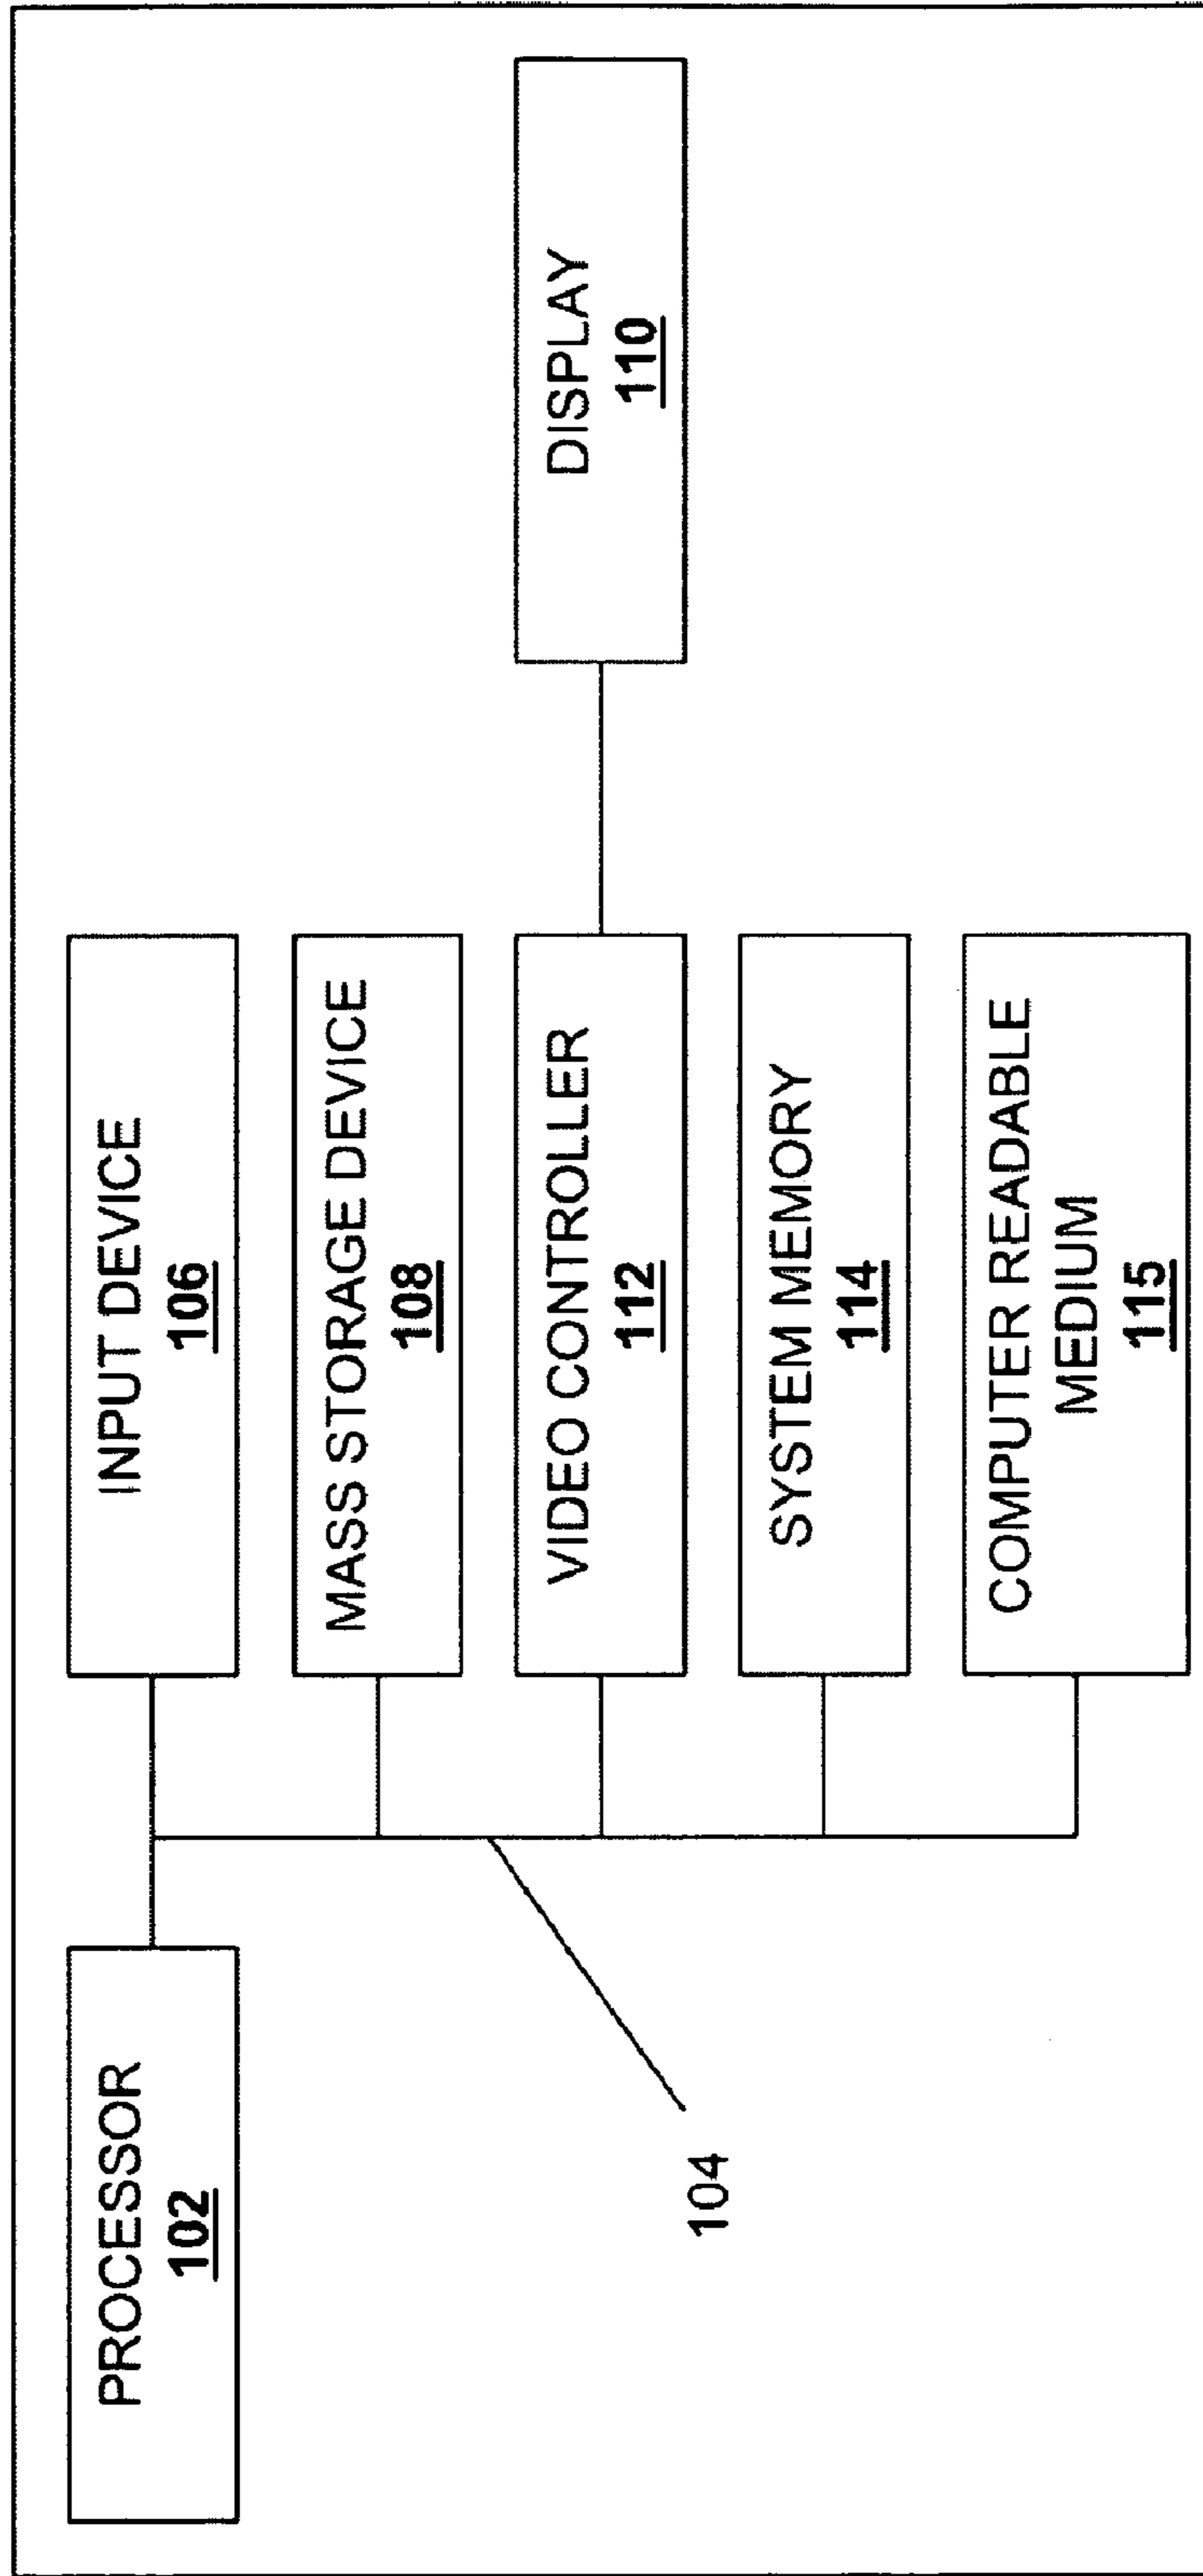 PROCESSOR
102
104
INPUT DEVICE
106
MASS STORAGE DEVICE
108
VIDEO CONTROLLER
112
SYSTEM MEMORY
114
COMPUTER READABLE
MEDIUM
115
DISPLAY
110